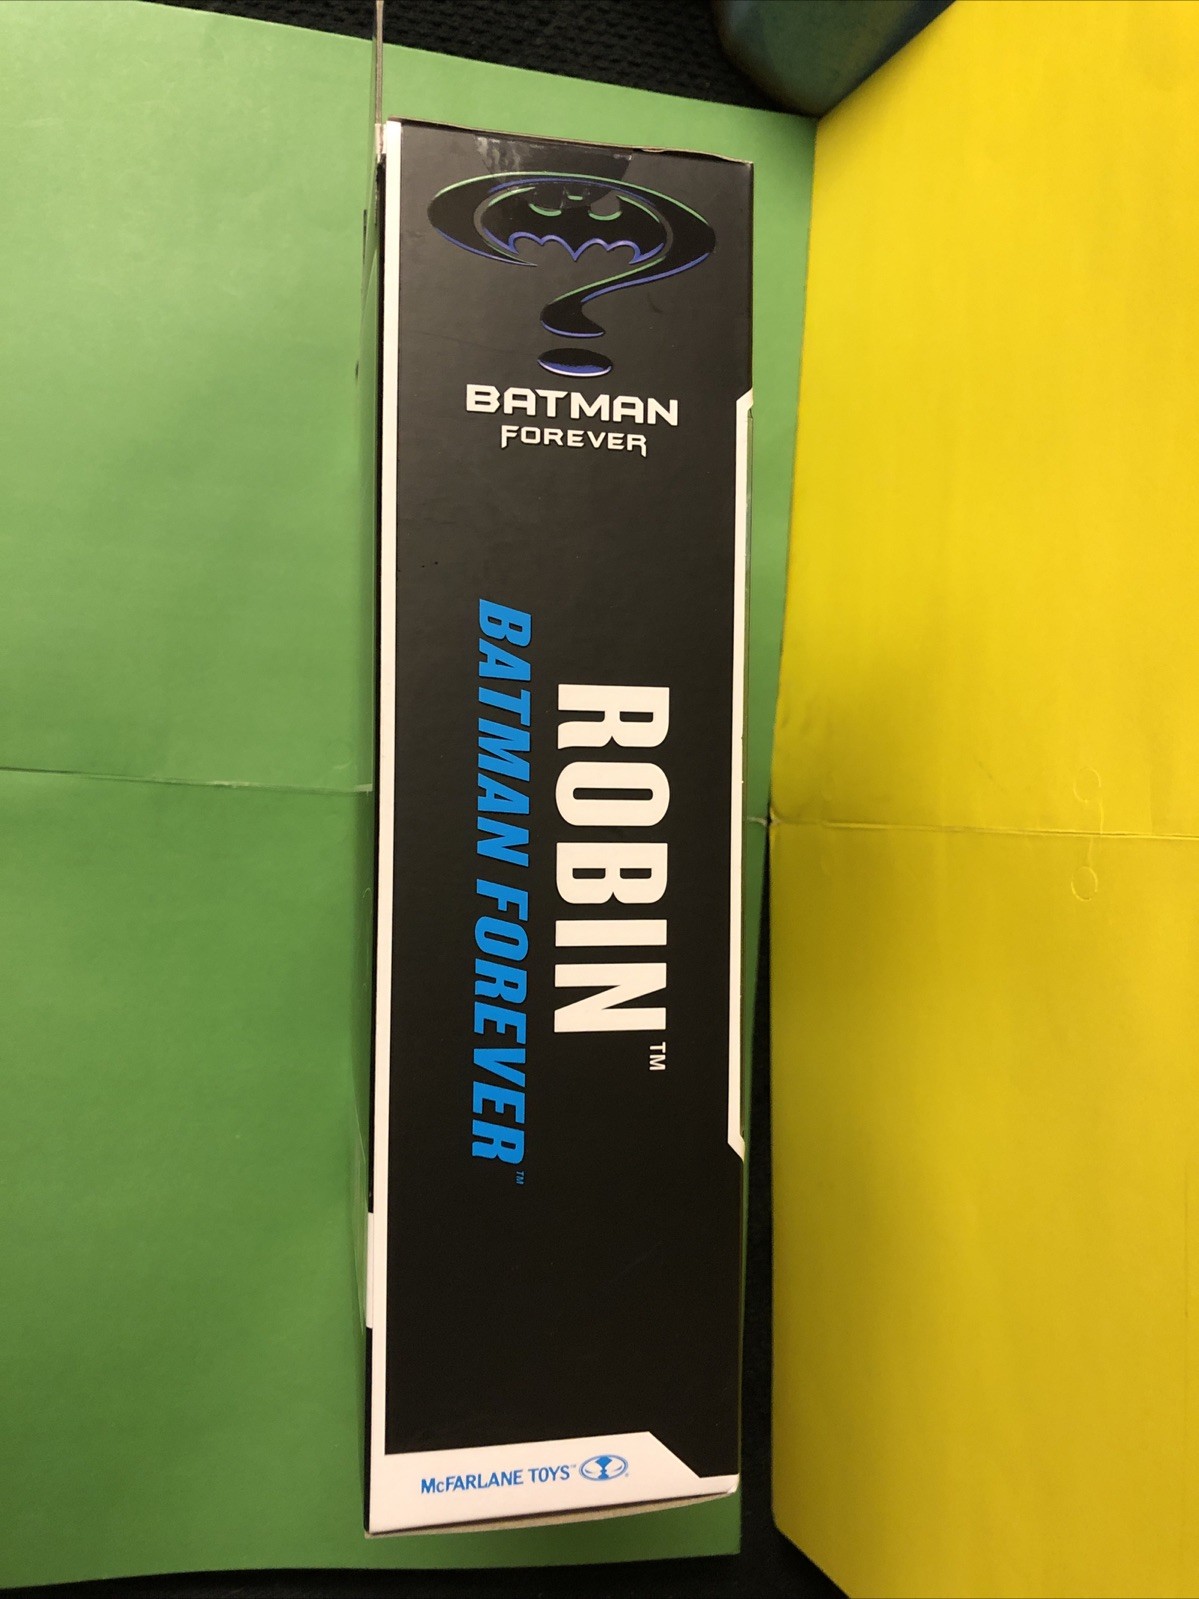 BATMAN
FOREVER
ROBIN™
BATMAN FOREVER™
McFARLANE TOYS™